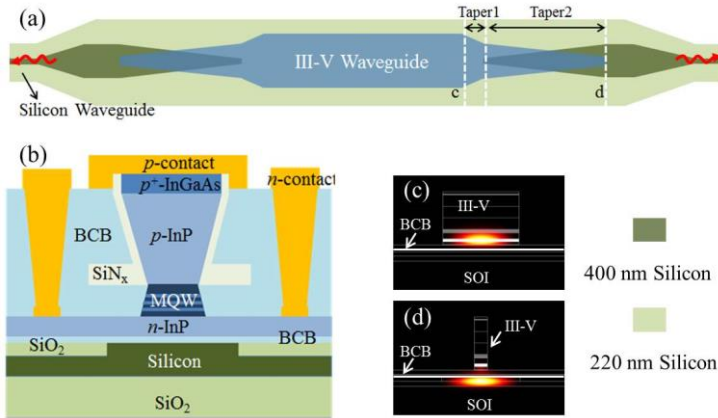 (a)
Taper1
Taper2
III-V Waveguide
c
d
Silicon Waveguide
(b)
p-contact
p⁺-InGaAs
n-contact
BCB
p-InP
SiNₓ
MQW
n-InP
SiO₂
BCB
Silicon
SiO₂
(c)
III-V
BCB
SOI
400 nm Silicon
(d)
III-V
BCB
SOI
220 nm Silicon